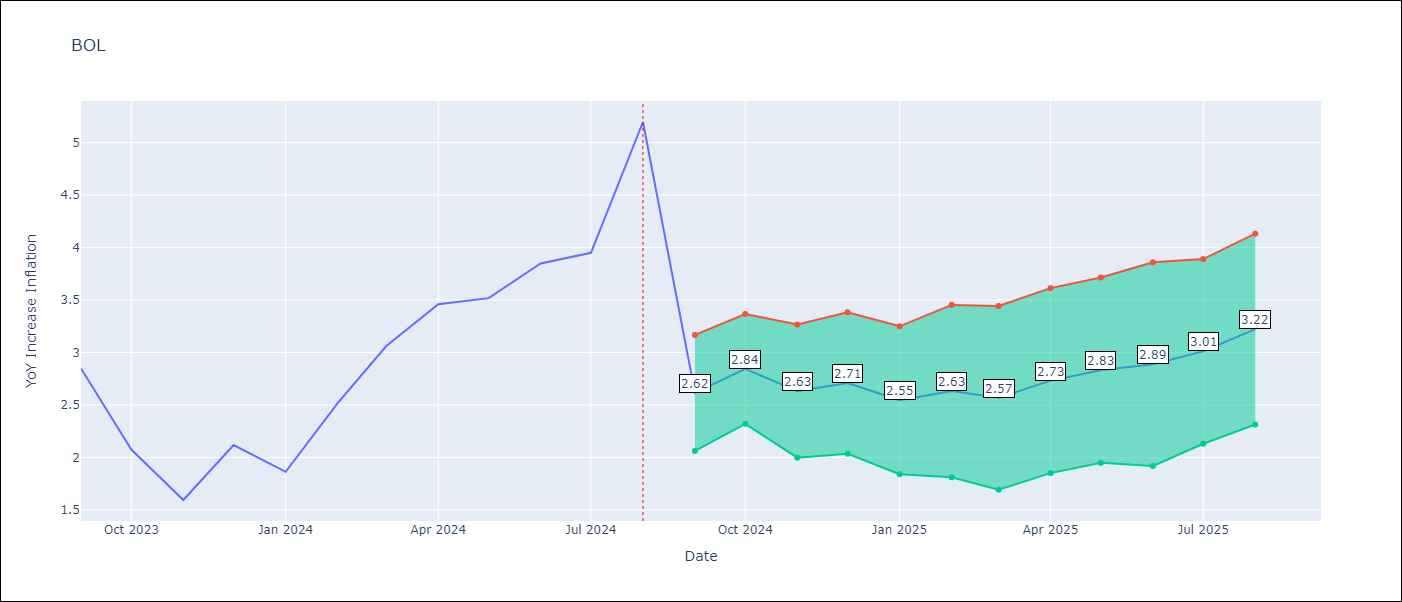 BOL
YoY Increase Inflation
5
4.5
4
3.5
3
2.5
2
1.5
2.62
2.84
2.63
2.71
2.55
2.63
2.57
2.73
2.83
2.89
3.01
3.22
Oct 2023
Jan 2024
Apr 2024
Jul 2024
Oct 2024
Jan 2025
Apr 2025
Jul 2025
Date